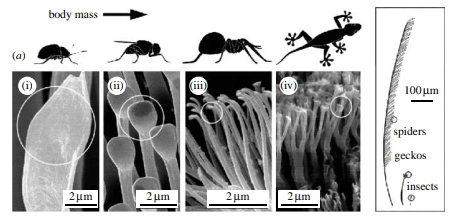 body mass
(a)
(i) (ii) (iii) (iv)
2 μm 2 μm 2 μm 2 μm
100 μm
spiders
geckos
insects